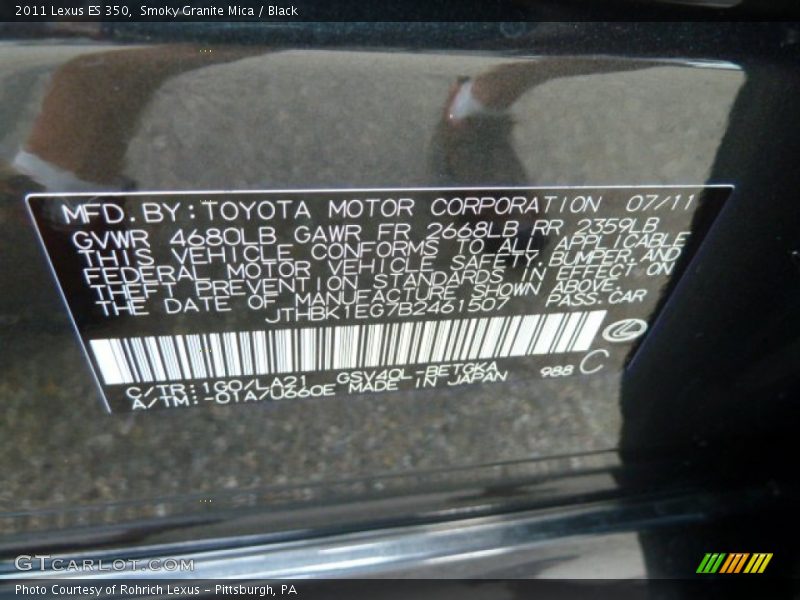 2011 Lexus ES 350, Smoky Granite Mica / Black
MFD.BY:TOYOTA MOTOR CORPORATION 07/11
GVWR 4680LB GAWR FR 2668LB RR 2359LB
THIS VEHICLE CONFORMS TO ALL APPLICABLE
FEDERAL MOTOR VEHICLE SAFETY,BUMPER,AND
THEFT PREVENTION STANDARDS IN EFFECT ON
THE DATE OF MANUFACTURE SHOWN ABOVE.
JTHBK1EG7B2461507 PASS.CAR
C/TR:1G0/LA21 GSV40L-BETGKA
A/TM:-01A/U660E MADE IN JAPAN 988 C
GTCARLOT.COM
Photo Courtesy of Rohrich Lexus - Pittsburgh, PA